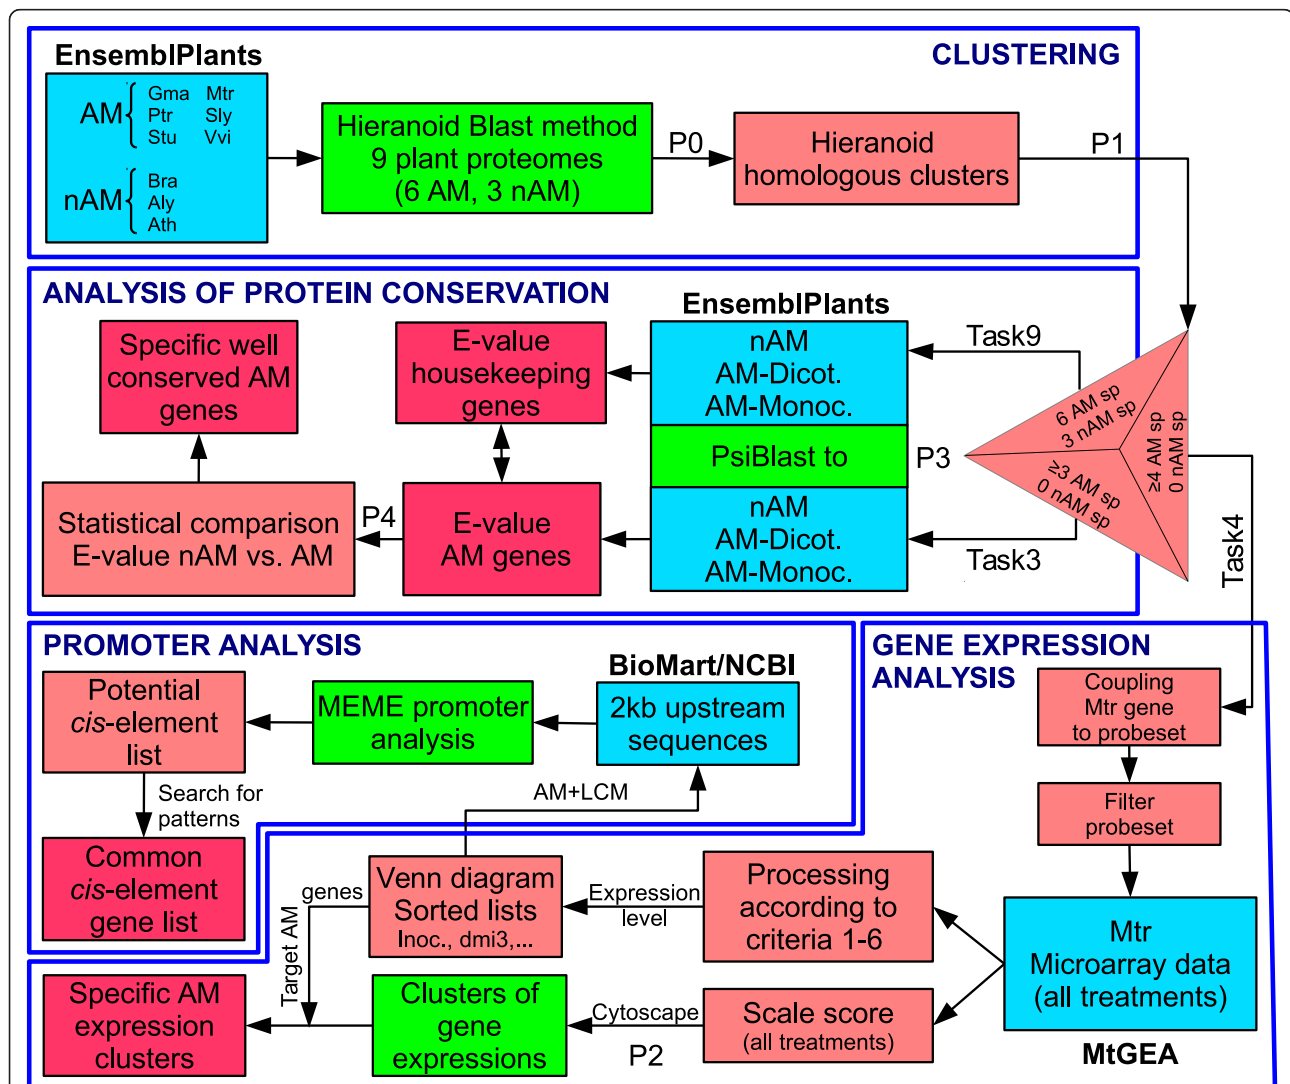 EnsemblPlants
CLUSTERING
AM
Gma Mtr
Ptr Sly
Stu Vvi
nAM
Bra
Aly
Ath
Hieranoid Blast method
9 plant proteomes
(6 AM, 3 nAM)
P0
Hieranoid
homologous clusters
P1
ANALYSIS OF PROTEIN CONSERVATION
EnsemblPlants
Specific well
conserved AM
genes
E-value
housekeeping
genes
nAM
AM-Dicot.
AM-Monoc.
Task9
PsiBlast to
P3
6 AM sp
3 nAM sp
≥4 AM sp
0 nAM sp
≥3 AM sp
0 nAM sp
Statistical comparison
E-value nAM vs. AM
P4
E-value
AM genes
nAM
AM-Dicot.
AM-Monoc.
Task3
Task4
PROMOTER ANALYSIS
BioMart/NCBI
Potential
cis-element
list
MEME promoter
analysis
2kb upstream
sequences
Search for
patterns
AM+LCM
Common
cis-element
gene list
GENE EXPRESSION
ANALYSIS
Coupling
Mtr gene
to probeset
Filter
probeset
Mtr
Microarray data
(all treatments)
MtGEA
Processing
according to
criteria 1-6
Expression
level
Venn diagram
Sorted lists
Inoc., dmi3,...
genes
Target AM
Scale score
(all treatments)
Cytoscape
P2
Clusters of
gene
expressions
Specific AM
expression
clusters